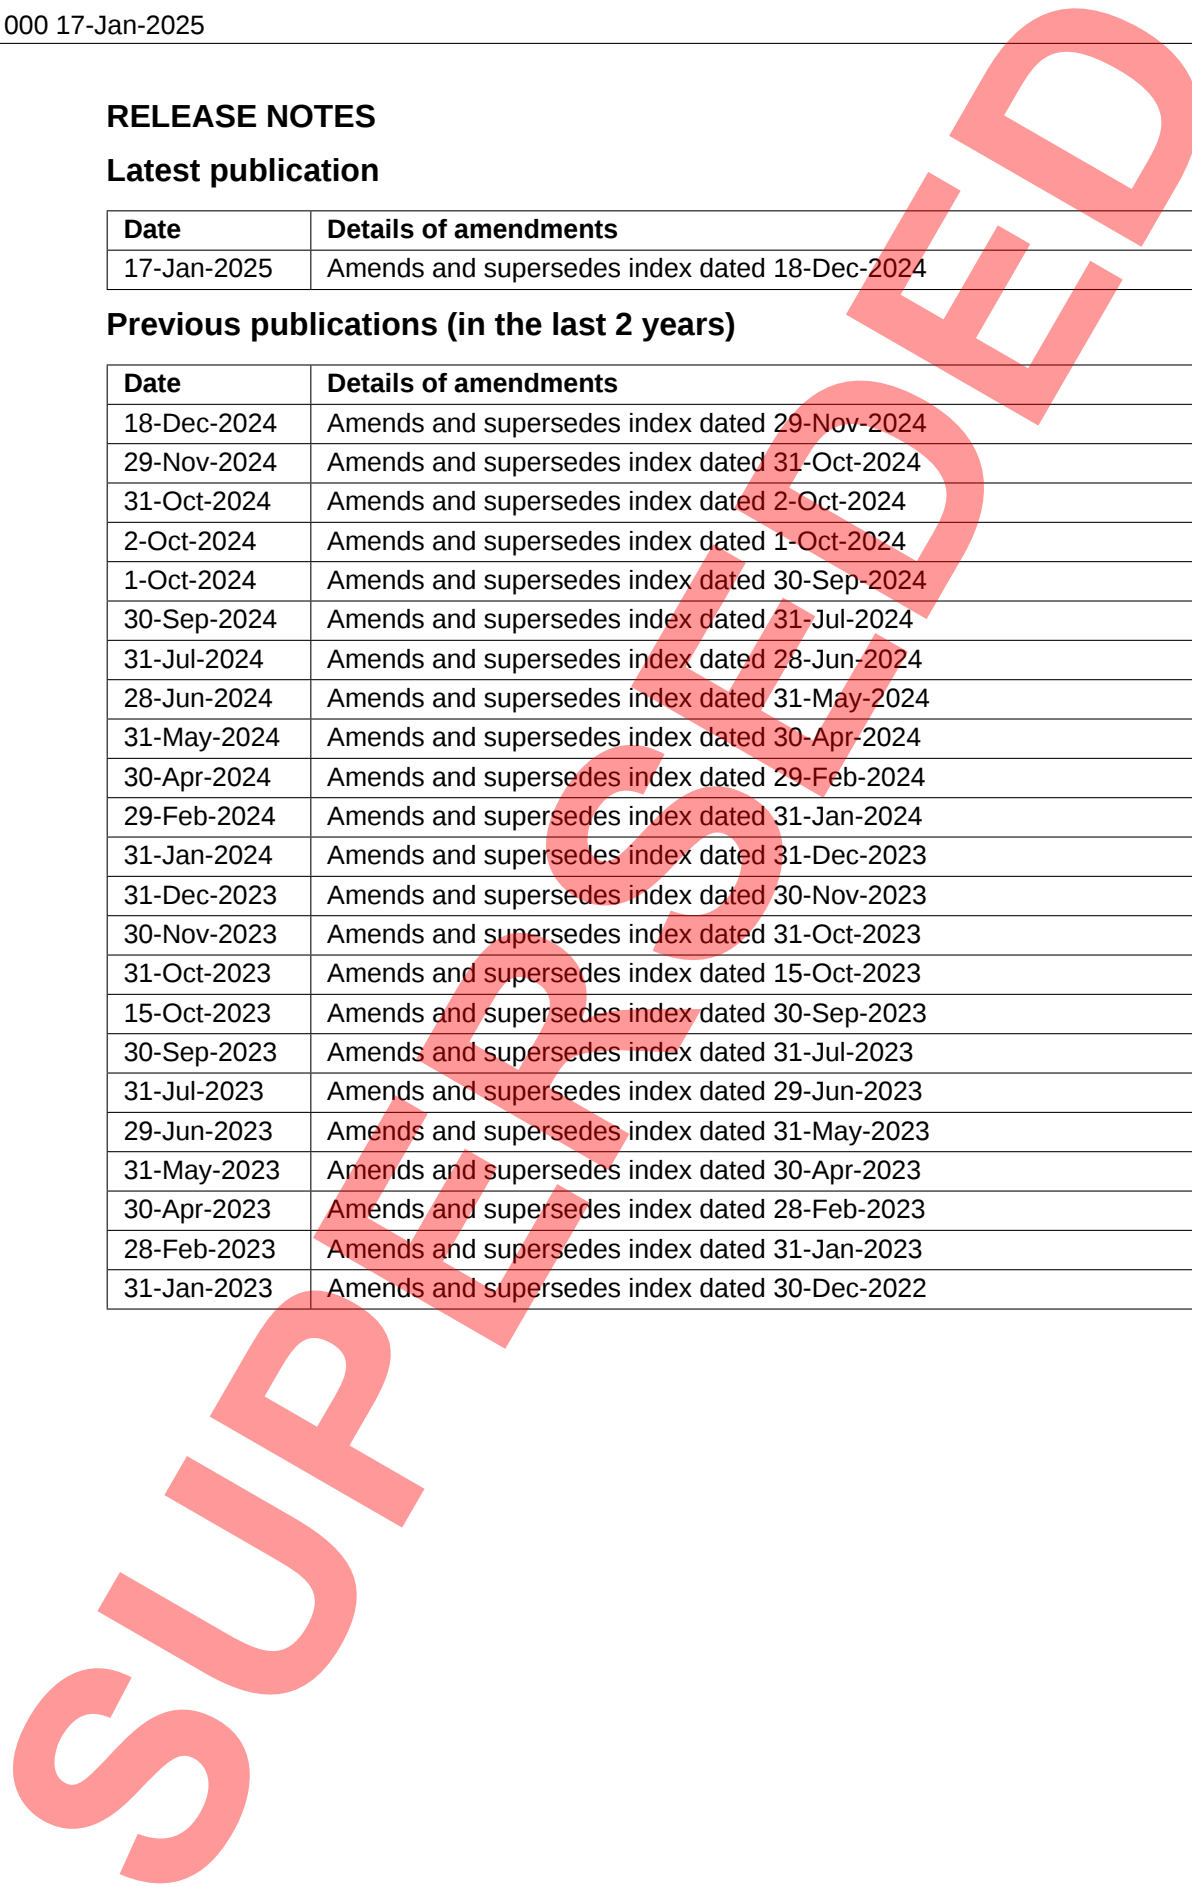 000 17-Jan-2025
RELEASE NOTES
Latest publication
Date Details of amendments
17-Jan-2025 Amends and supersedes index dated 18-Dec-2024
Previous publications (in the last 2 years)
Date Details of amendments
18-Dec-2024 Amends and supersedes index dated 29-Nov-2024
29-Nov-2024 Amends and supersedes index dated 31-Oct-2024
31-Oct-2024 Amends and supersedes index dated 2-Oct-2024
2-Oct-2024 Amends and supersedes index dated 1-Oct-2024
1-Oct-2024 Amends and supersedes index dated 30-Sep-2024
30-Sep-2024 Amends and supersedes index dated 31-Jul-2024
31-Jul-2024 Amends and supersedes index dated 28-Jun-2024
28-Jun-2024 Amends and supersedes index dated 31-May-2024
31-May-2024 Amends and supersedes index dated 30-Apr-2024
30-Apr-2024 Amends and supersedes index dated 29-Feb-2024
29-Feb-2024 Amends and supersedes index dated 31-Jan-2024
31-Jan-2024 Amends and supersedes index dated 31-Dec-2023
31-Dec-2023 Amends and supersedes index dated 30-Nov-2023
30-Nov-2023 Amends and supersedes index dated 31-Oct-2023
31-Oct-2023 Amends and supersedes index dated 15-Oct-2023
15-Oct-2023 Amends and supersedes index dated 30-Sep-2023
30-Sep-2023 Amends and supersedes index dated 31-Jul-2023
31-Jul-2023 Amends and supersedes index dated 29-Jun-2023
29-Jun-2023 Amends and supersedes index dated 31-May-2023
31-May-2023 Amends and supersedes index dated 30-Apr-2023
30-Apr-2023 Amends and supersedes index dated 28-Feb-2023
28-Feb-2023 Amends and supersedes index dated 31-Jan-2023
31-Jan-2023 Amends and supersedes index dated 30-Dec-2022
SUPERSEDED